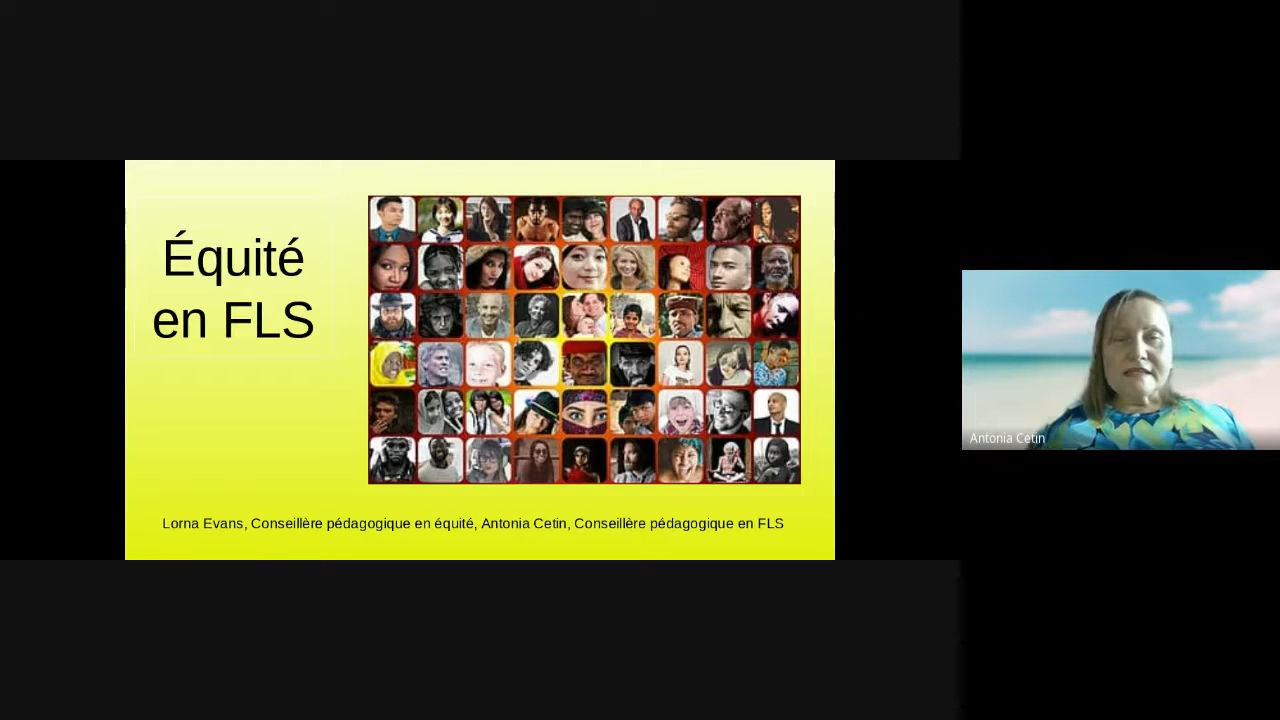 Équité
en FLS
Lorna Evans, Conseillère pédagogique en équité, Antonia Cetin, Conseillère pédagogique en FLS
Antonia Cetin